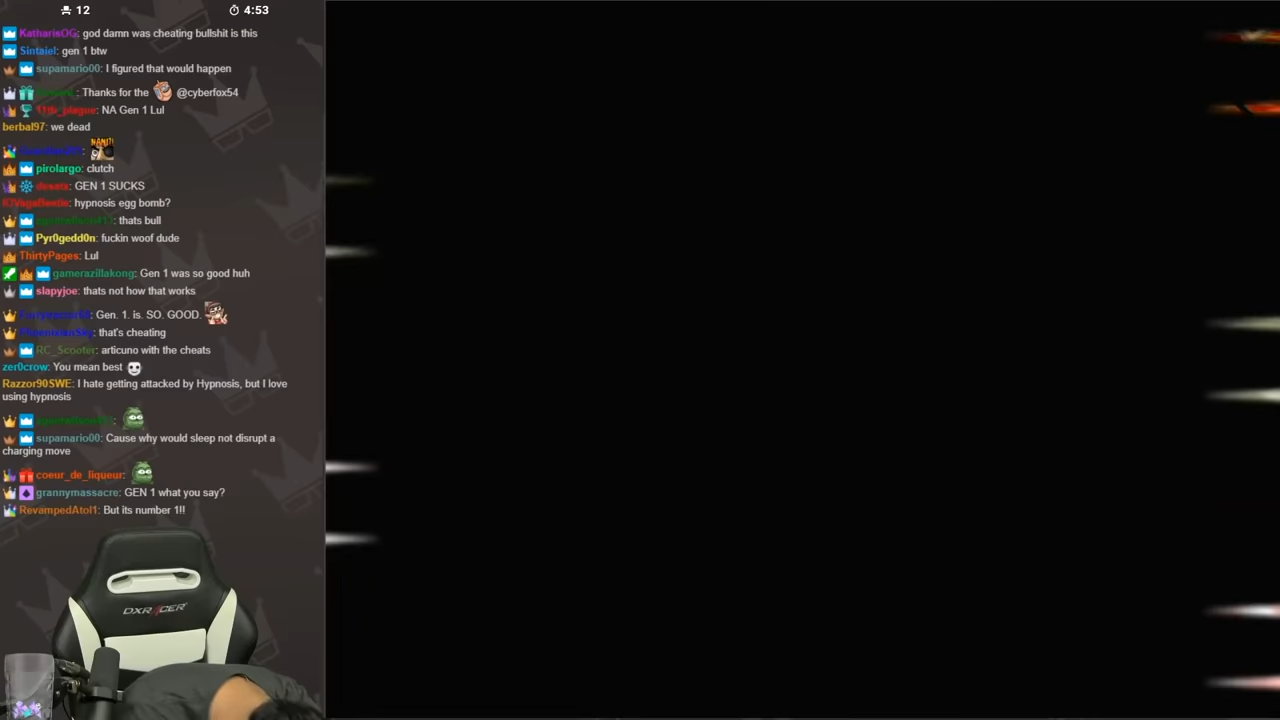 12
4:53
KatharisOG: god damn was cheating bullshit is this
Sintaiel: gen 1 btw
supamario00: I figured that would happen
: Thanks for the @cyberfox54
11th_plague: NA Gen 1 Lul
berbal97: we dead
pirolargo: clutch
: GEN 1 SUCKS
: hypnosis egg bomb?
: thats bull
Pyr0gedd0n: fuckin woof dude
ThirtyPages: Lul
gamerazillakong: Gen 1 was so good huh
slapyjoe: thats not how that works
: Gen. 1. is. SO. GOOD.
: that's cheating
RC_Scooter: articuno with the cheats
zer0crow: You mean best
Razzor90SWE: I hate getting attacked by Hypnosis, but I love
using hypnosis
supamario00: Cause why would sleep not disrupt a
charging move
coeur_de_liqueur:
grannymassacre: GEN 1 what you say?
RevampedAtol1: But its number 1!!
DXRACER